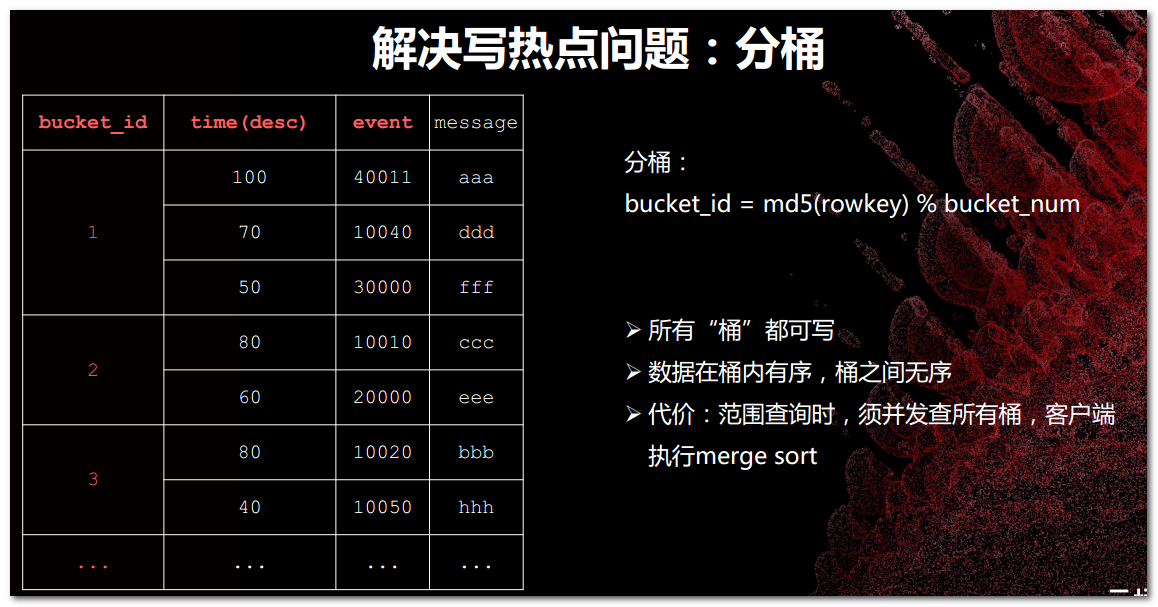 解决写热点问题：分桶
bucket_id time(desc) event message
1
100 40011 aaa
70 10040 ddd
50 30000 fff
2
80 10010 ccc
60 20000 eee
3
80 10020 bbb
40 10050 hhh
... ... ... ...
分桶：
bucket_id = md5(rowkey) % bucket_num
➢ 所有“桶”都可写
➢ 数据在桶内有序，桶之间无序
➢ 代价：范围查询时，须并发查所有桶，客户端
执行merge sort